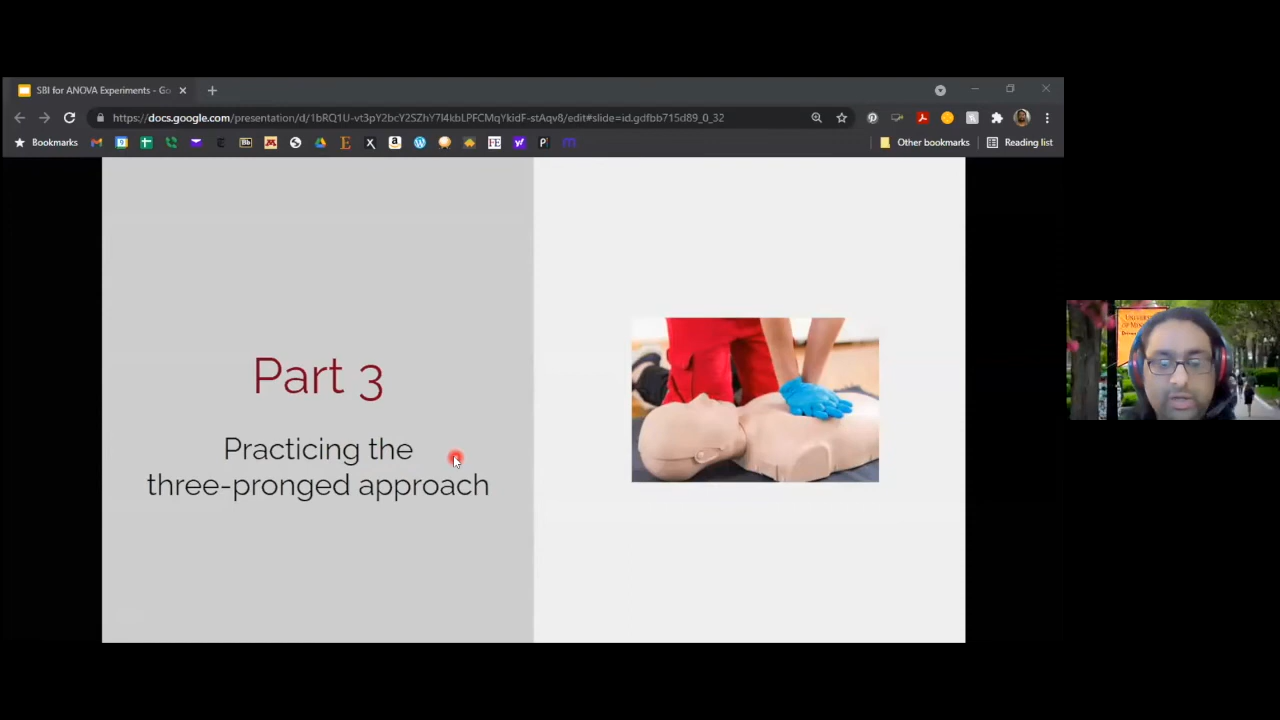 SBI for ANOVA Experiments - Go
https://docs.google.com/presentation/d/1bRQ1U-vt3pY2bcY2SZhY7l4kbLPFCMqYkidF-stAqv8/edit#slide=id.gdfbb715d89_0_32
Bookmarks
Other bookmarks
Reading list
Part 3
Practicing the
three-pronged approach